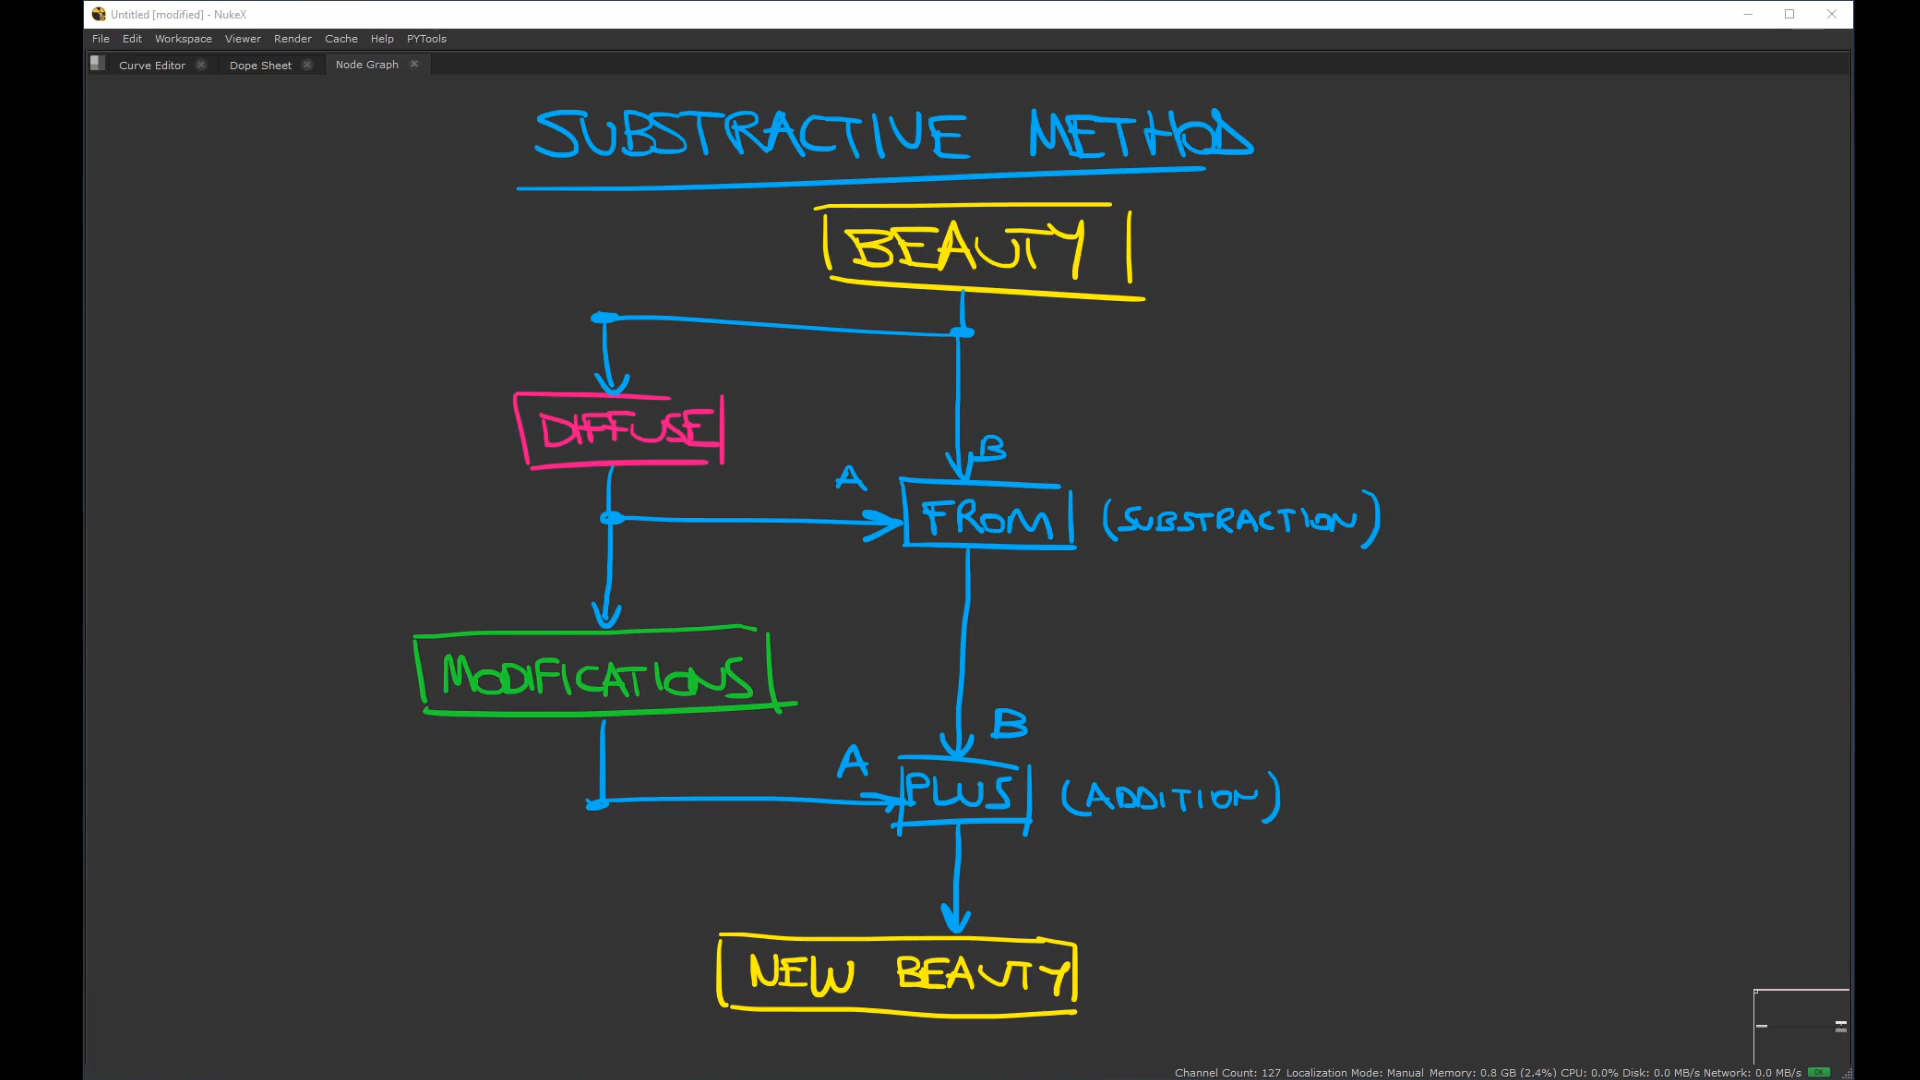 Untitled [modified] - NukeX
File Edit Workspace Viewer Render Cache Help PYTools
Curve Editor Dope Sheet Node Graph
SUBSTRACTIVE METHOD
BEAUTY
DIFFUSE
B
A
FROM (SUBSTRACTION)
MODIFICATIONS
B
A
PLUS (ADDITION)
NEW BEAUTY
Channel Count: 127 Localization Mode: Manual Memory: 0.8 GB (2.4%) CPU: 0.0% Disk: 0.0 MB/s Network: 0.0 MB/s OK